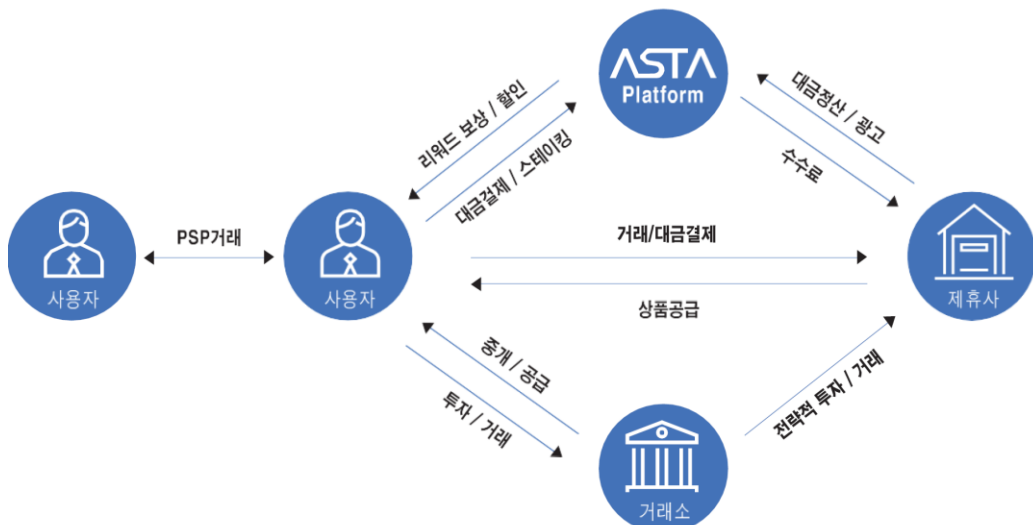 ASTA
Platform
리워드 보상 / 할인
대금결제 / 스테이킹
대금정산 / 광고
수수료
PSP거래
사용자
사용자
거래/대금결제
상품공급
제휴사
중개 / 공급
투자 / 거래
전략적 투자 / 거래
거래소